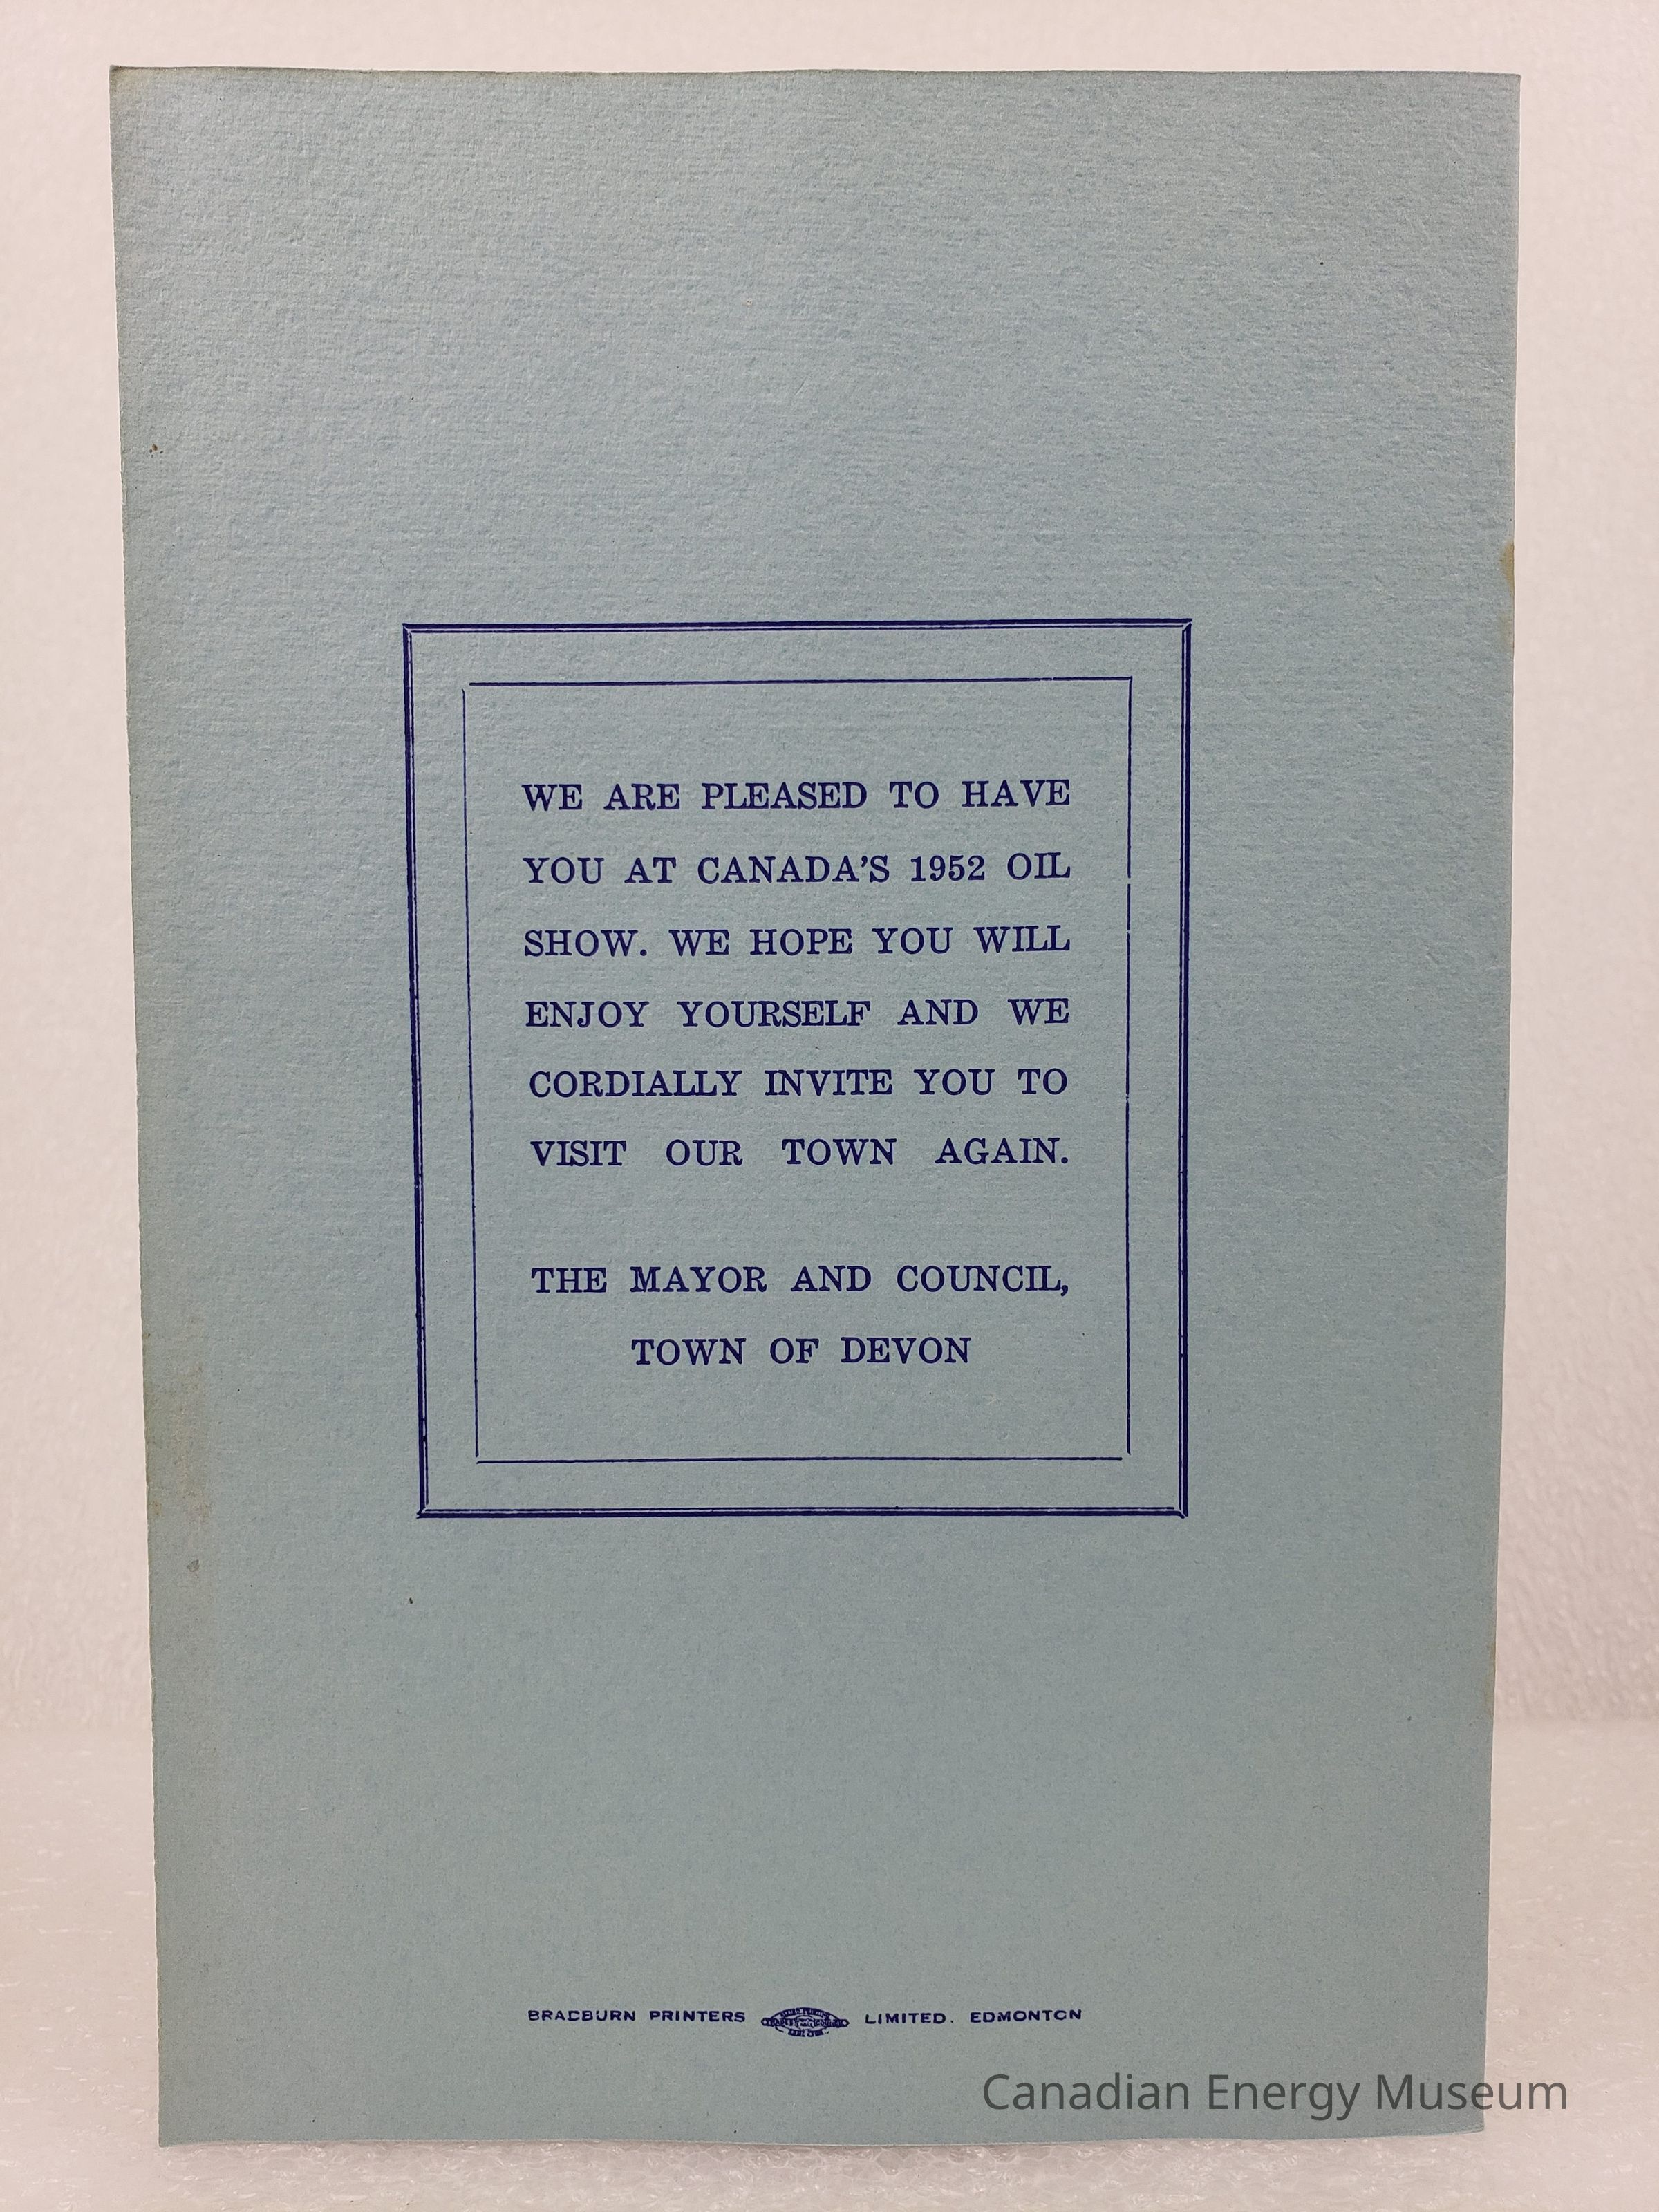 WE ARE PLEASED TO HAVE
YOU AT CANADA'S 1952 OIL
SHOW. WE HOPE YOU WILL
ENJOY YOURSELF AND WE
CORDIALLY INVITE YOU TO
VISIT OUR TOWN AGAIN.
THE MAYOR AND COUNCIL,
TOWN OF DEVON
BRADBURN PRINTERS LIMITED. EDMONTON
Canadian Energy Museum